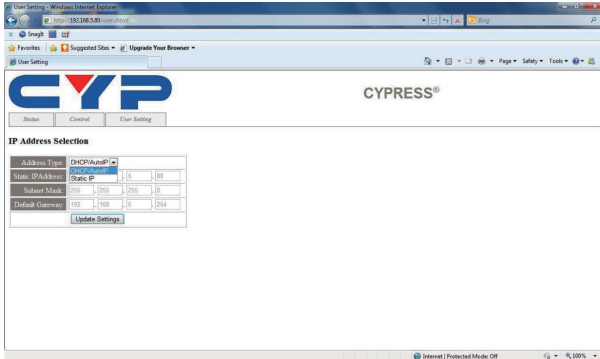 User Setting - Windows Internet Explorer
http://192.168.5.80/user.shtml
Bing
SnagIt
Favorites Suggested Sites Upgrade Your Browser
User Setting
Page Safety Tools
CYP
CYPRESS®
Status Control User Setting
IP Address Selection
Address Type: DHCP/AutoIP
DHCP/AutoIP
Static IP
Static IPAddress: . 5 . 80
Subnet Mask: 255 . 255 . 255 . 0
Default Gateway: 192 . 168 . 5 . 254
Update Settings
Internet | Protected Mode: Off 100%